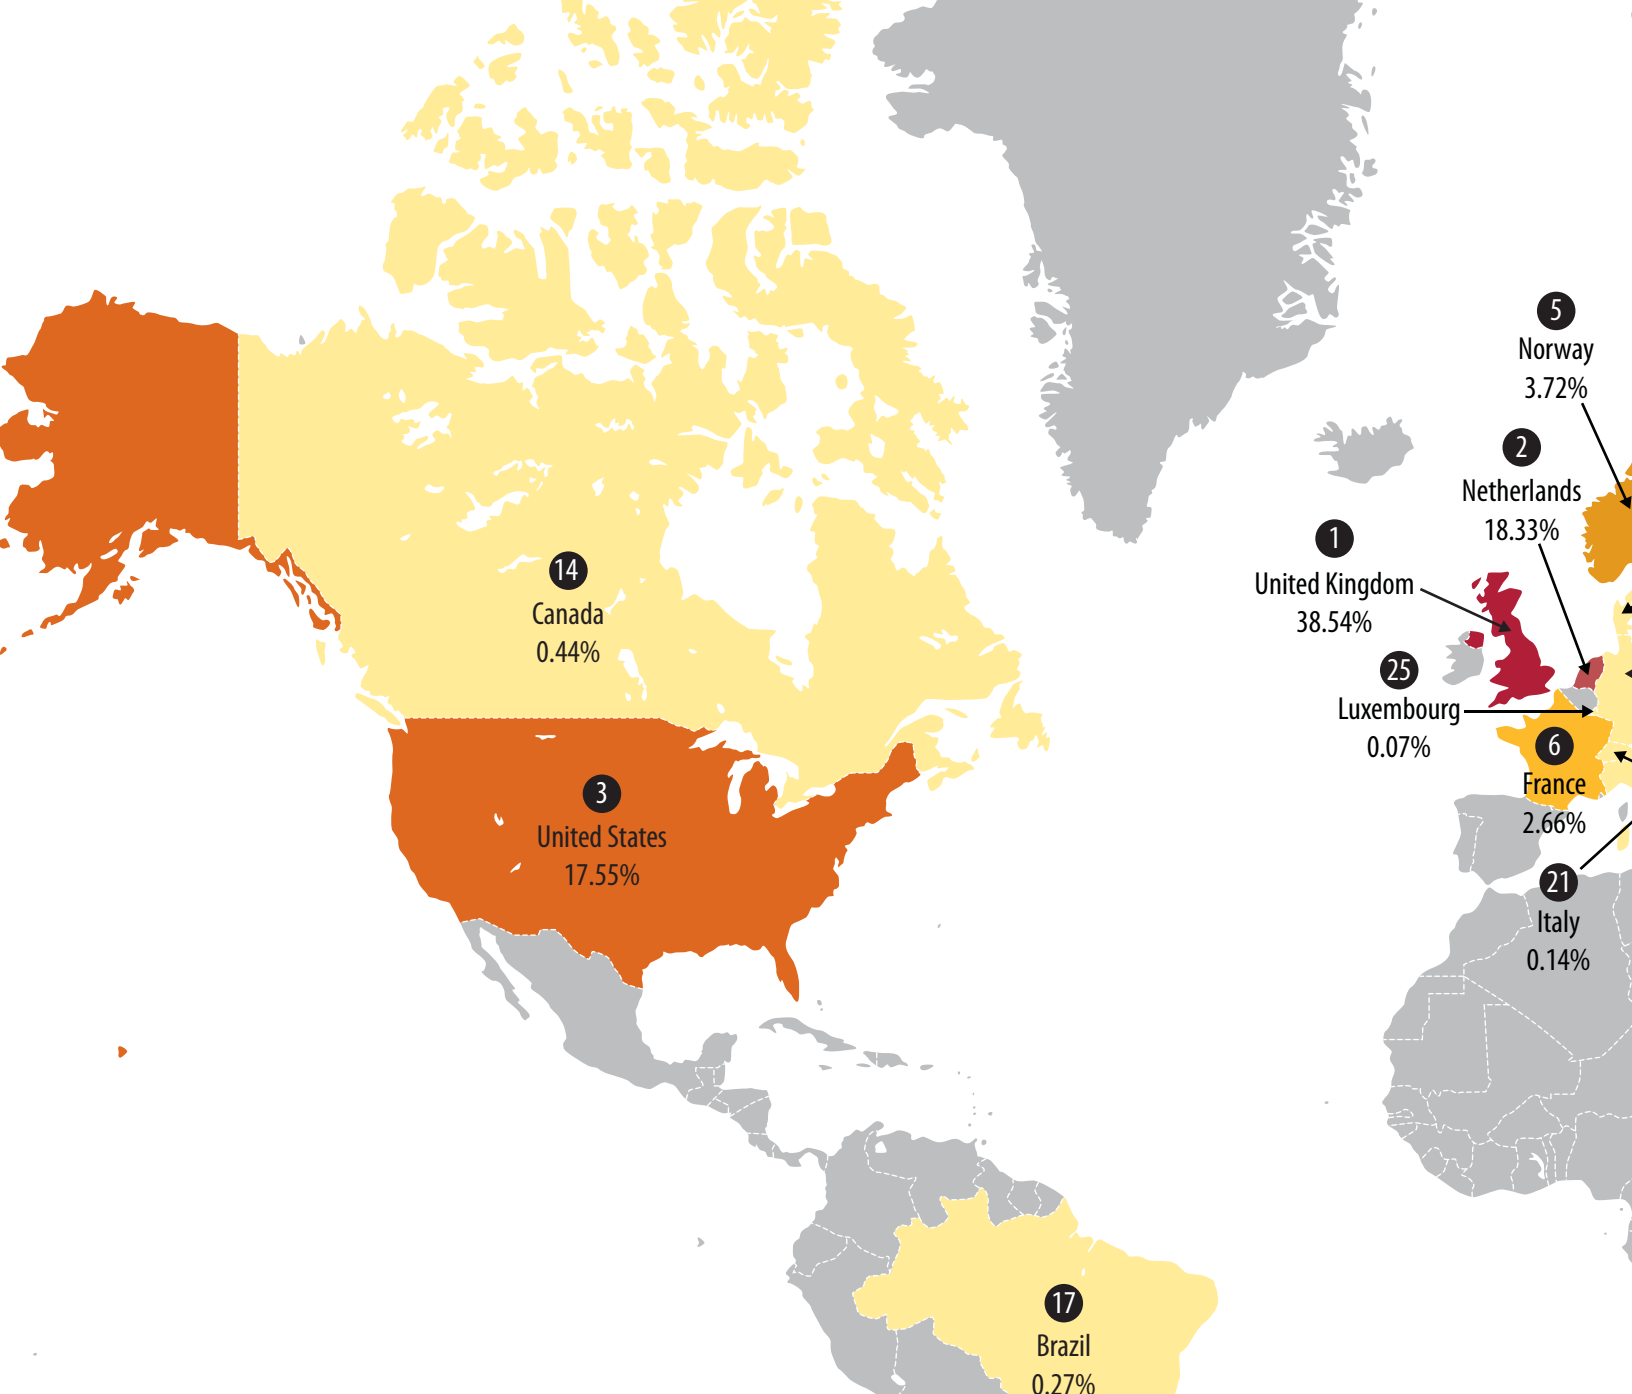 5
Norway
3.72%
2
Netherlands
18.33%
1
United Kingdom
38.54%
14
Canada
0.44%
25
Luxembourg
0.07%
6
France
2.66%
3
United States
17.55%
21
Italy
0.14%
17
Brazil
0.27%